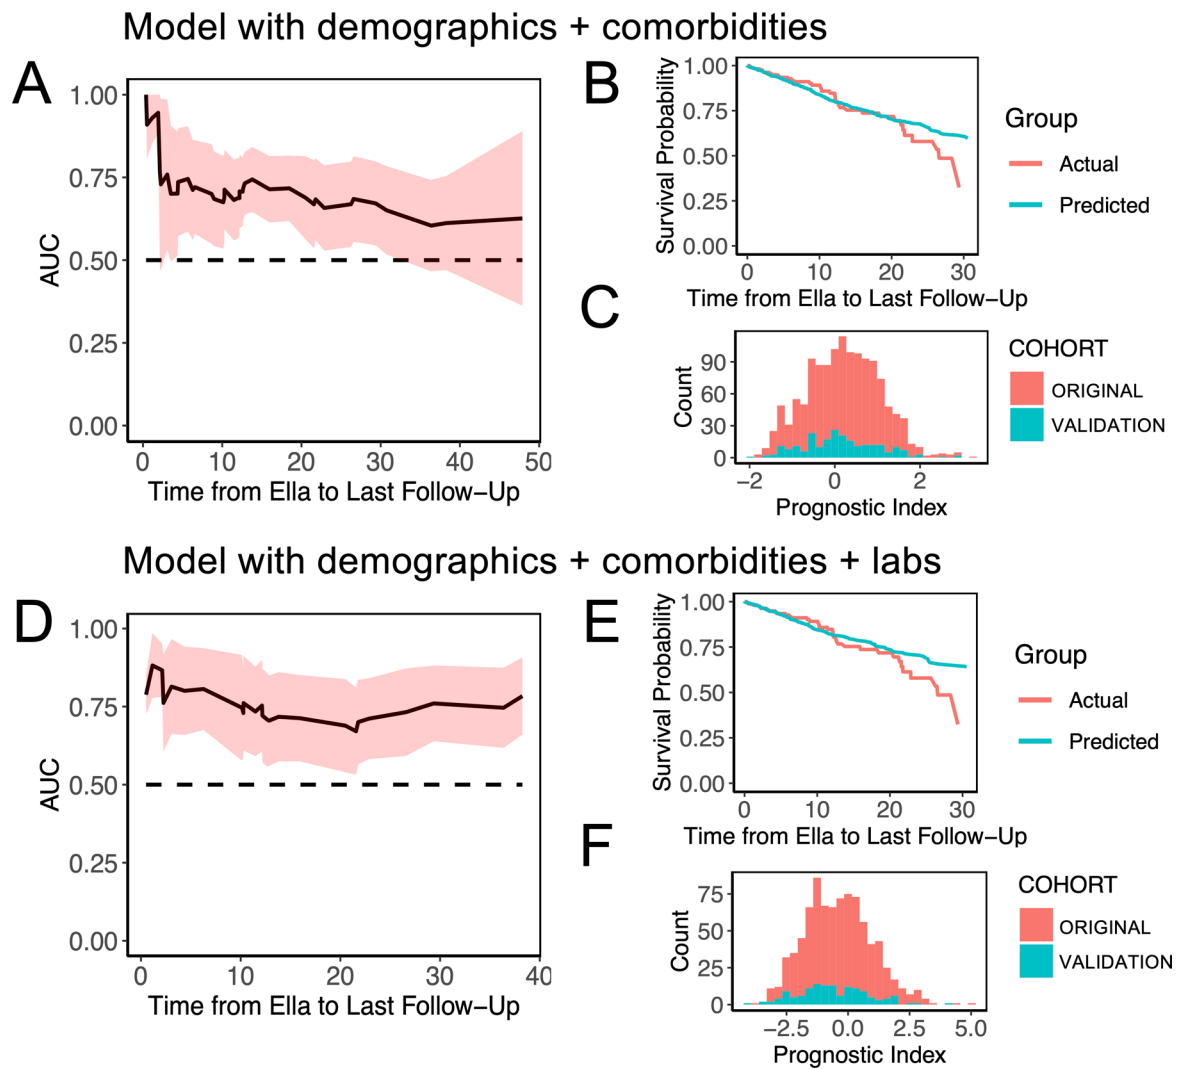 Model with demographics + comorbidities
A
1.00
0.75
0.50
0.25
0.00
AUC
0 10 20 30 40 50
Time from Ella to Last Follow−Up
B
1.00
0.75
0.50
0.25
0.00
Survival Probability
0 10 20 30
Time from Ella to Last Follow−Up
Group
Actual
Predicted
C
90
60
30
0
Count
−2 0 2
Prognostic Index
COHORT
ORIGINAL
VALIDATION
Model with demographics + comorbidities + labs
D
1.00
0.75
0.50
0.25
0.00
AUC
0 10 20 30 40
Time from Ella to Last Follow−Up
E
1.00
0.75
0.50
0.25
0.00
Survival Probability
0 10 20 30
Time from Ella to Last Follow−Up
Group
Actual
Predicted
F
75
50
25
0
Count
−2.5 0.0 2.5 5.0
Prognostic Index
COHORT
ORIGINAL
VALIDATION